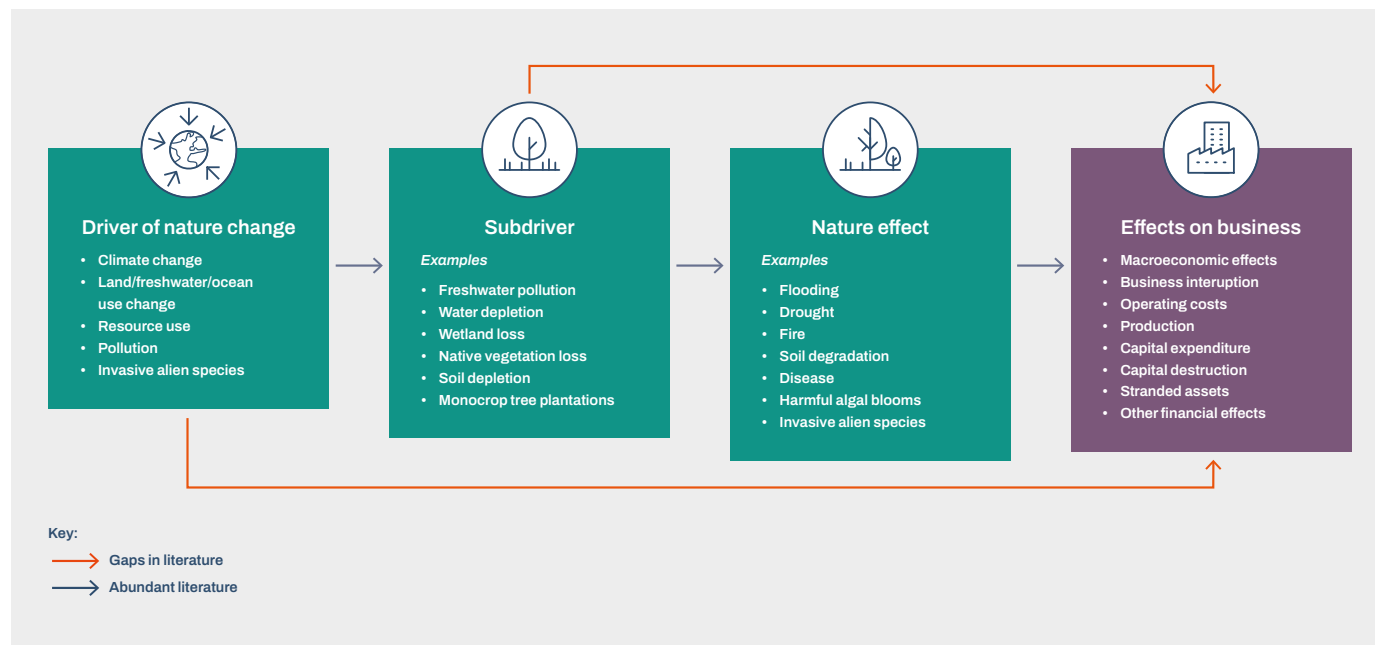 Driver of nature change
• Climate change
• Land/freshwater/ocean
use change
• Resource use
• Pollution
• Invasive alien species
Subdriver
Examples
• Freshwater pollution
• Water depletion
• Wetland loss
• Native vegetation loss
• Soil depletion
• Monocrop tree plantations
Nature effect
Examples
• Flooding
• Drought
• Fire
• Soil degradation
• Disease
• Harmful algal blooms
• Invasive alien species
Effects on business
• Macroeconomic effects
• Business interuption
• Operating costs
• Production
• Capital expenditure
• Capital destruction
• Stranded assets
• Other financial effects
Key:
Gaps in literature
Abundant literature